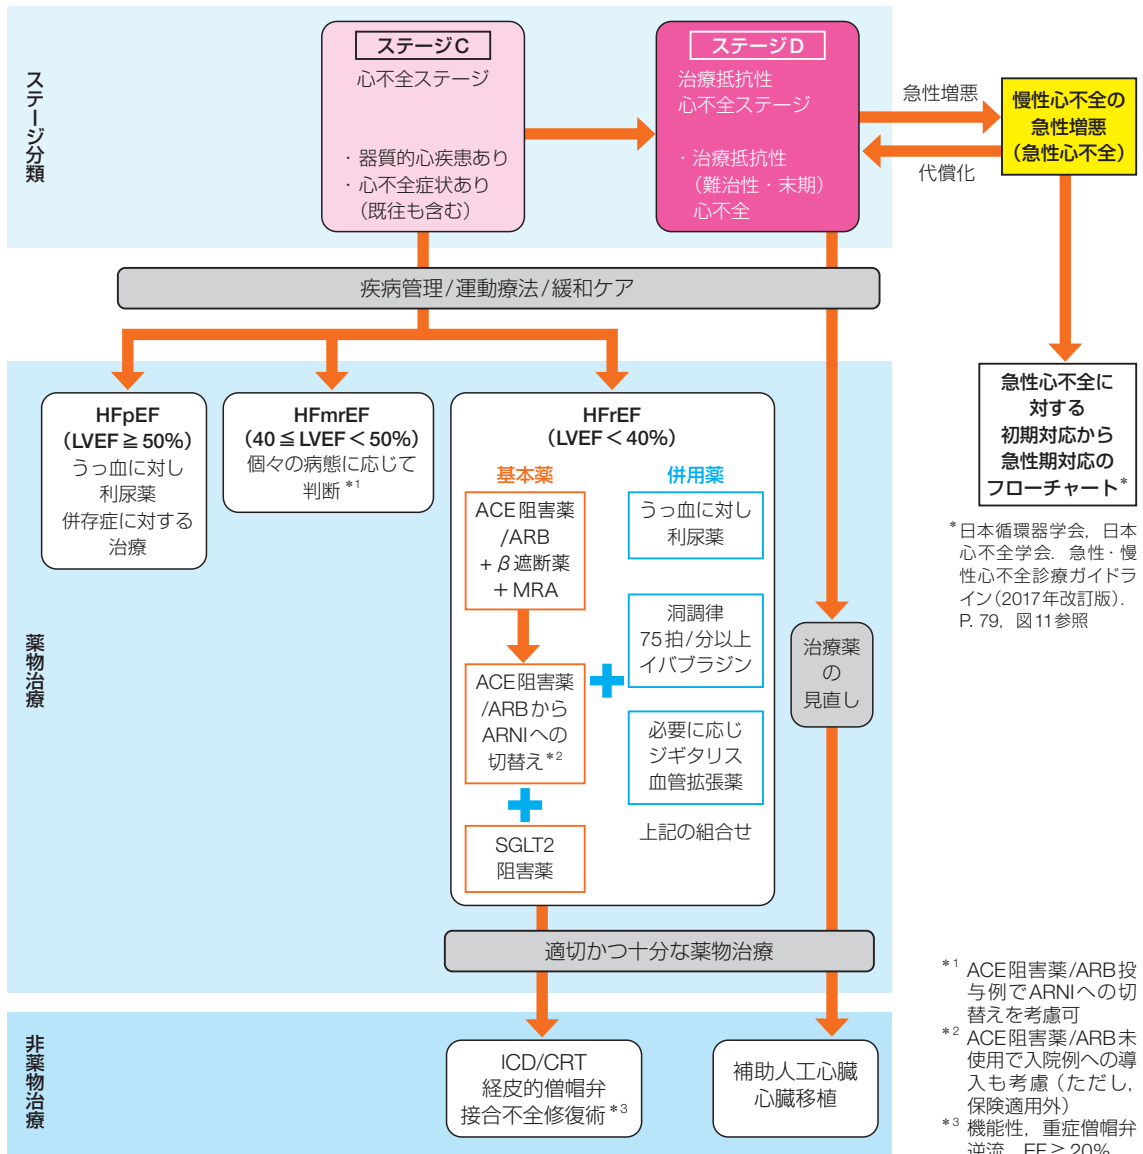 ステージ分類
ステージC
心不全ステージ
・器質的心疾患あり
・心不全症状あり
（既往も含む）
ステージD
治療抵抗性
心不全ステージ
・治療抵抗性
（難治性・末期）
心不全
急性増悪
代償化
慢性心不全の
急性増悪
（急性心不全）
疾病管理/運動療法/緩和ケア
急性心不全に
対する
初期対応から
急性期対応の
フローチャート*
*日本循環器学会，日本
心不全学会．急性・慢
性心不全診療ガイドラ
イン（2017年改訂版）．
P. 79，図11参照
薬物治療
HFpEF
（LVEF≧50%）
うっ血に対し
利尿薬
併存症に対する
治療
HFmrEF
（40≦LVEF＜50%）
個々の病態に応じて
判断*1
HFrEF
（LVEF＜40%）
基本薬
ACE阻害薬
/ARB
＋β遮断薬
＋MRA
ACE阻害薬
/ARBから
ARNIへの
切替え*2
SGLT2
阻害薬
併用薬
うっ血に対し
利尿薬
洞調律
75拍/分以上
イバブラジン
必要に応じ
ジギタリス
血管拡張薬
上記の組合せ
治療薬
の
見直し
適切かつ十分な薬物治療
非薬物治療
ICD/CRT
経皮的僧帽弁
接合不全修復術*3
補助人工心臓
心臓移植
*1 ACE阻害薬/ARB投
与例でARNIへの切
替えを考慮可
*2 ACE阻害薬/ARB未
使用で入院例への導
入も考慮（ただし，
保険適用外）
*3 機能性，重症僧帽弁
逆流，EF≧20%